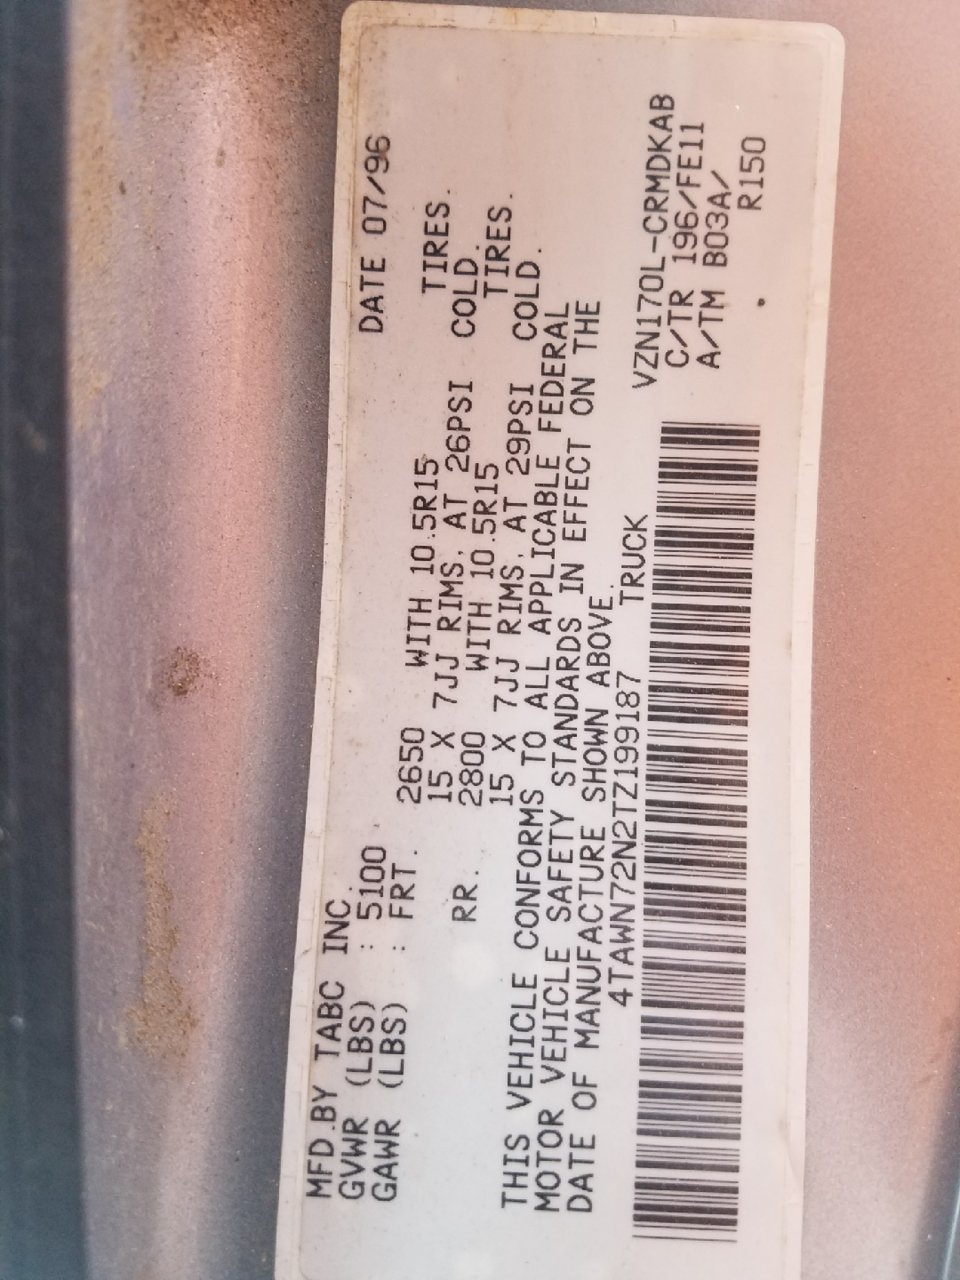 MFD.BY TABC INC. DATE 07/96
GVWR (LBS) : 5100
GAWR (LBS) : FRT. 2650 WITH 10.5R15 TIRES.
15 X 7JJ RIMS, AT 26PSI COLD.
RR. 2800 WITH 10.5R15 TIRES.
15 X 7JJ RIMS, AT 29PSI COLD.
THIS VEHICLE CONFORMS TO ALL APPLICABLE FEDERAL
MOTOR VEHICLE SAFETY STANDARDS IN EFFECT ON THE
DATE OF MANUFACTURE SHOWN ABOVE.
4TAWN72N2TZ199187 TRUCK VZN170L-CRMDKAB
C/TR 196/FE11
A/TM B03A/
R150